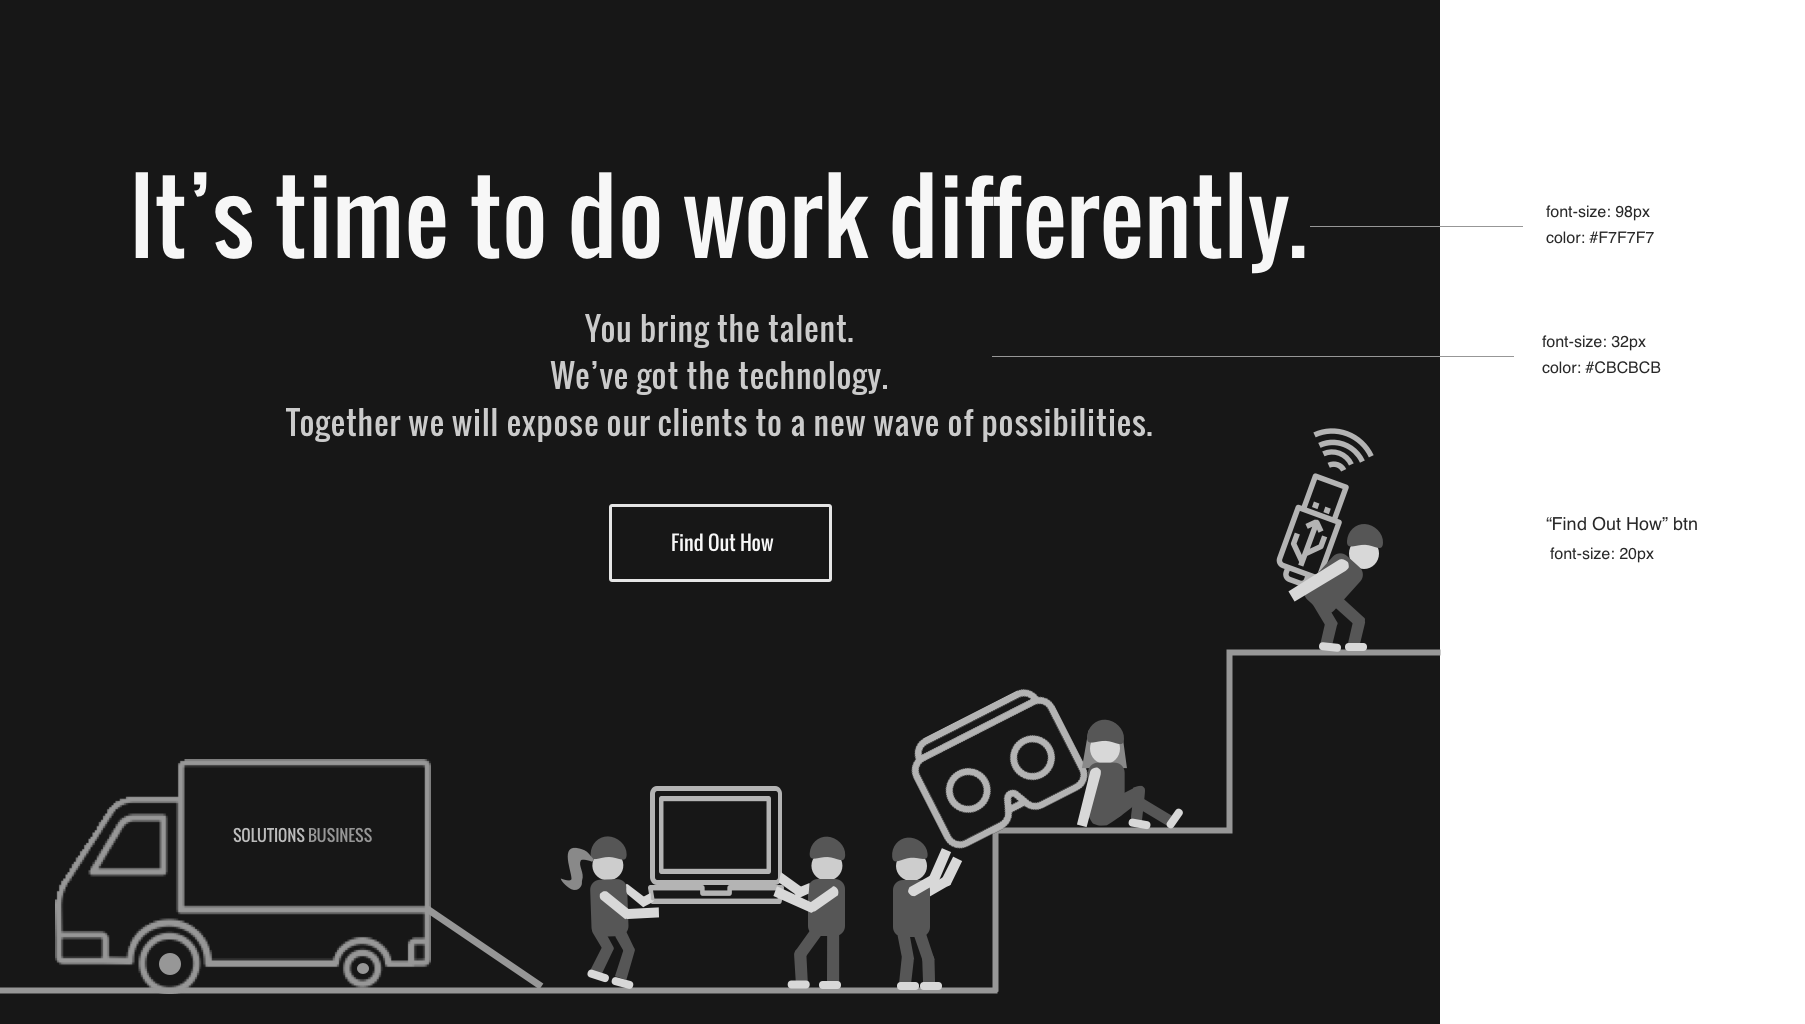 It’s time to do work differently.
font-size: 98px
color: #F7F7F7
You bring the talent.
We’ve got the technology.
Together we will expose our clients to a new wave of possibilities.
font-size: 32px
color: #CBCBCB
Find Out How
“Find Out How” btn
font-size: 20px
SOLUTIONS BUSINESS